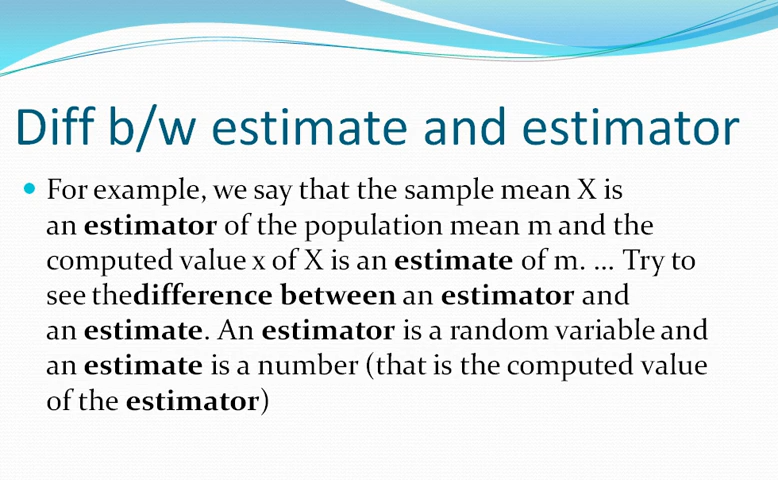 Diff b/w estimate and estimator
• For example, we say that the sample mean X is
an estimator of the population mean m and the
computed value x of X is an estimate of m. ... Try to
see thedifference between an estimator and
an estimate. An estimator is a random variable and
an estimate is a number (that is the computed value
of the estimator)